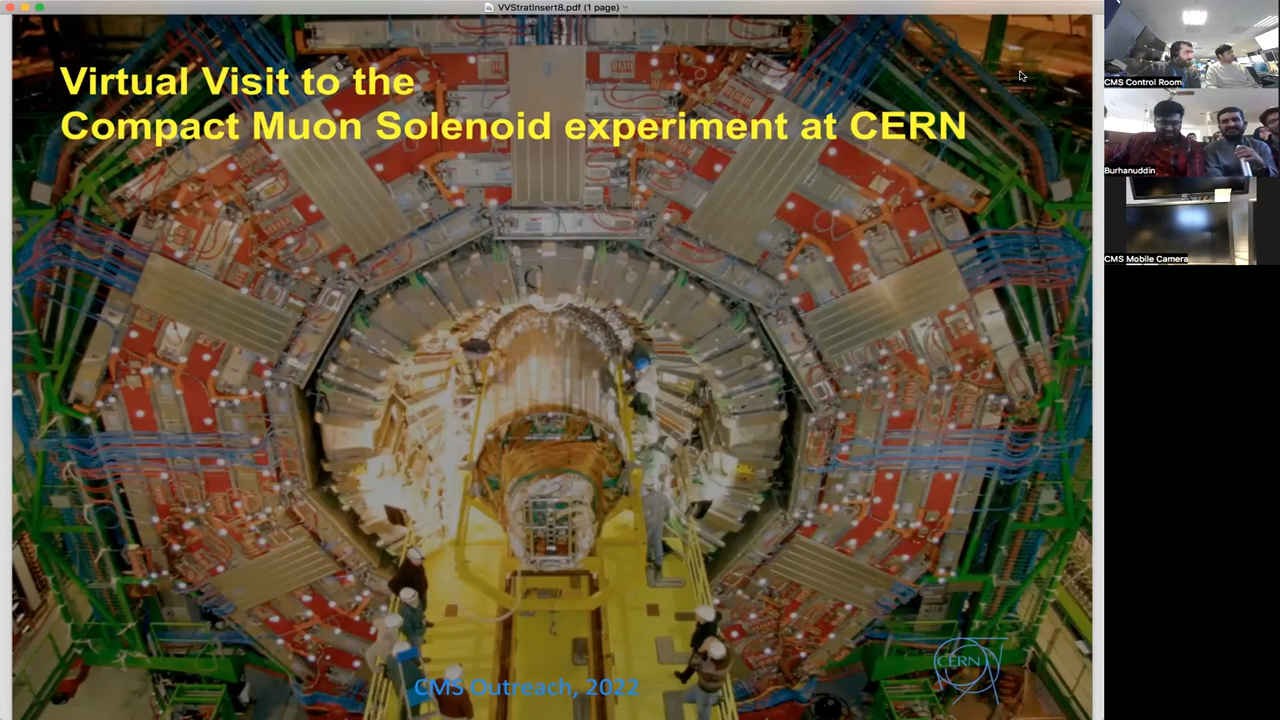 VVStratInsert8.pdf (1 page)
Virtual Visit to the
Compact Muon Solenoid experiment at CERN
CMS Control Room
Burhanuddin
CMS Mobile Camera
CMS Outreach, 2022
CERN